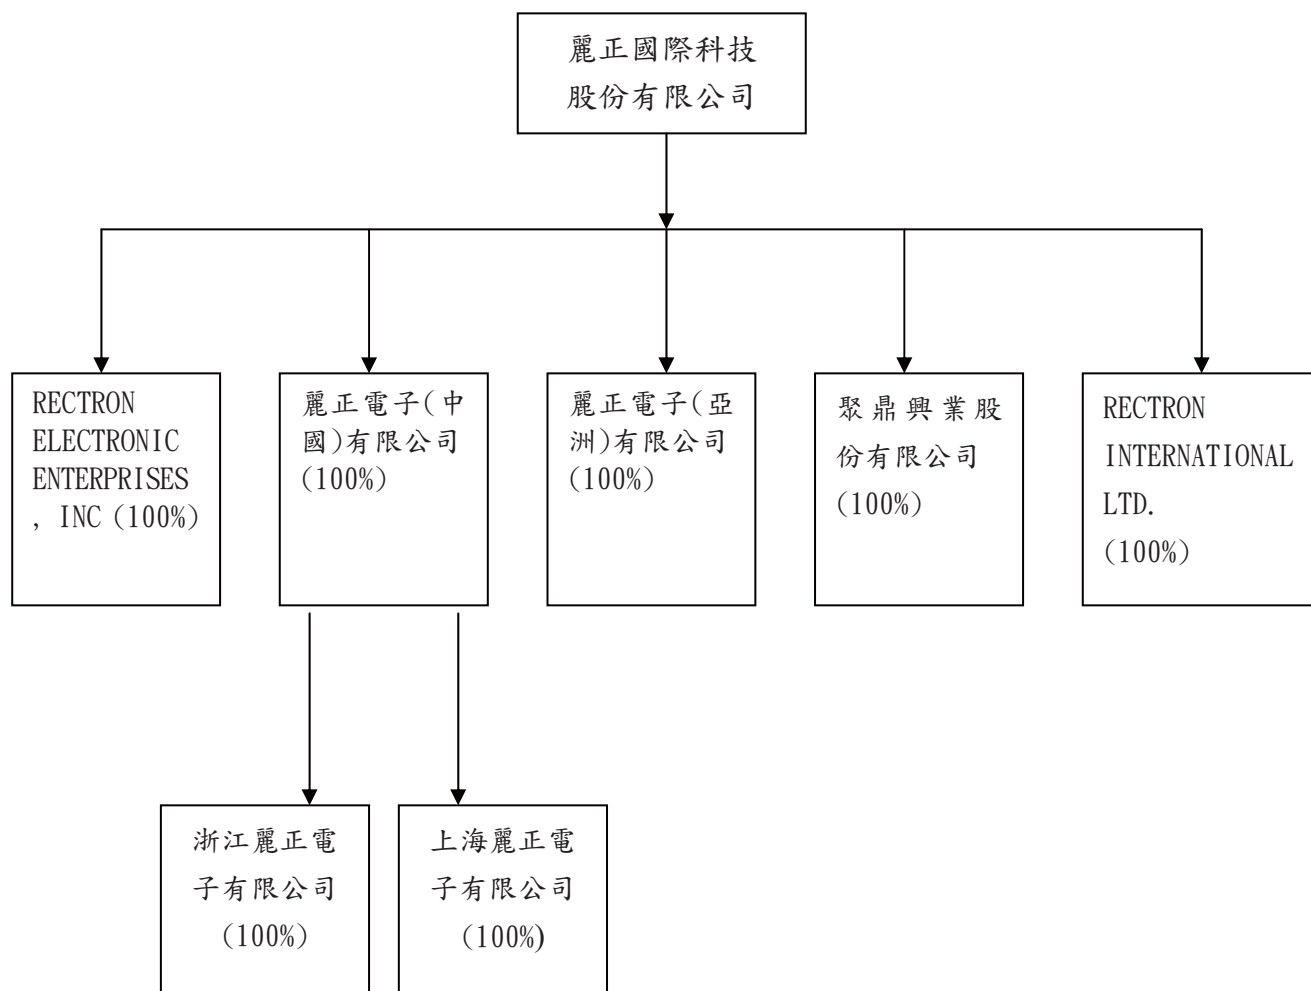 麗正國際科技
股份有限公司
RECTRON
ELECTRONIC
ENTERPRISES
, INC (100%)
麗正電子(中
國)有限公司
(100%)
麗正電子(亞
洲)有限公司
(100%)
聚鼎興業股
份有限公司
(100%)
RECTRON
INTERNATIONAL
LTD.
(100%)
浙江麗正電
子有限公司
(100%)
上海麗正電
子有限公司
(100%)